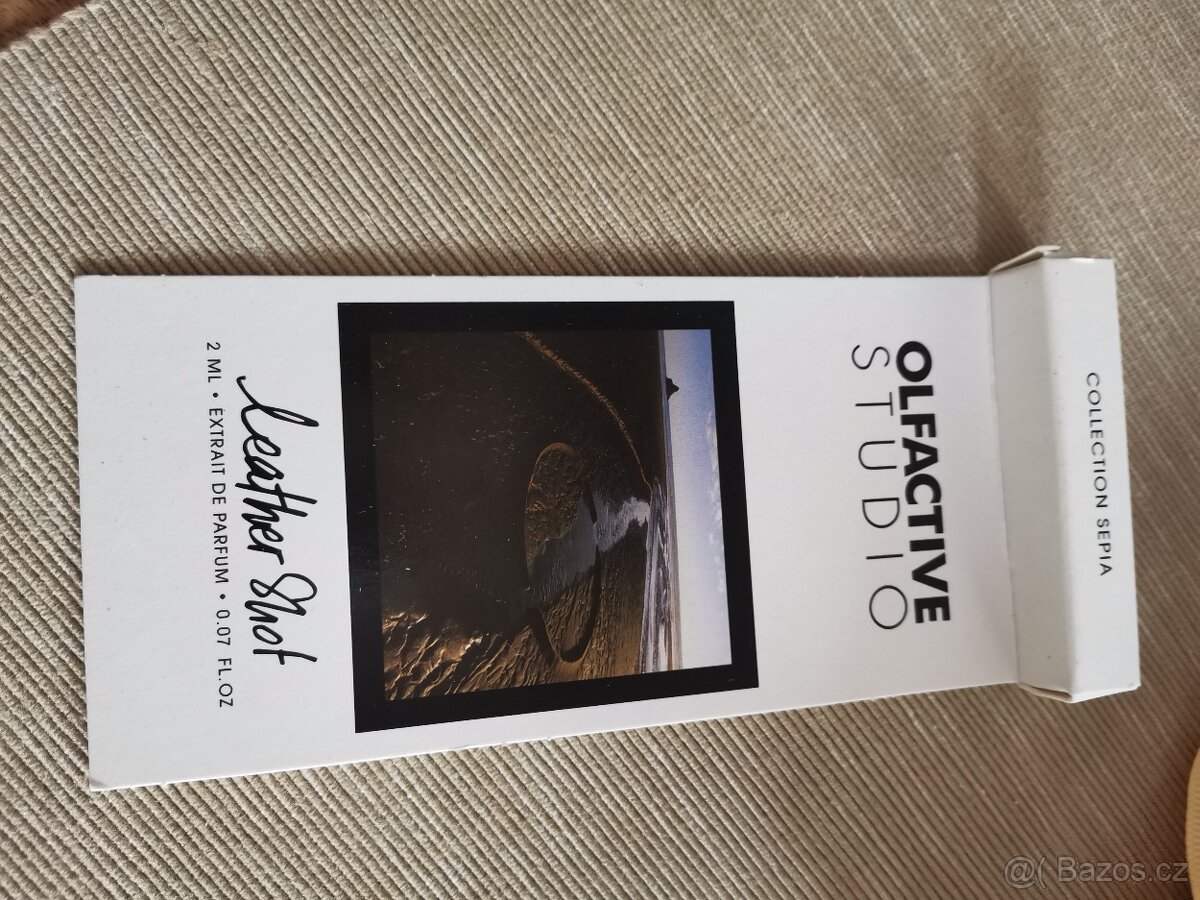 COLLECTION SEPIA
OLFACTIVE
STUDIO
leather Shot
2 ML • EXTRAIT DE PARFUM • 0.07 FL.OZ
@( Bazos.cz